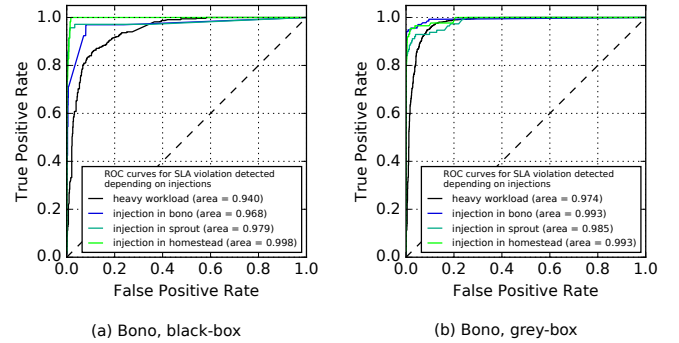 True Positive Rate
1.0
0.8
0.6
0.4
0.2
0.0
ROC curves for SLA violation detected
depending on injections
heavy workload (area = 0.940)
injection in bono (area = 0.968)
injection in sprout (area = 0.979)
injection in homestead (area = 0.998)
0.0 0.2 0.4 0.6 0.8 1.0
False Positive Rate
(a) Bono, black-box
True Positive Rate
1.0
0.8
0.6
0.4
0.2
0.0
ROC curves for SLA violation detected
depending on injections
heavy workload (area = 0.974)
injection in bono (area = 0.993)
injection in sprout (area = 0.985)
injection in homestead (area = 0.993)
0.0 0.2 0.4 0.6 0.8 1.0
False Positive Rate
(b) Bono, grey-box